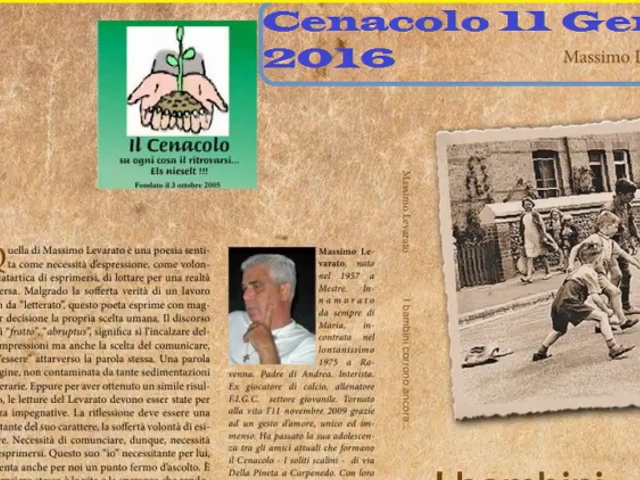 Cenacolo 11 Gen
2016
Massimo L
Il Cenacolo
su ogni cosa il ritrovarsi...
Els nieselt !!!
Fondato il 3 ottobre 2005
Quella di Massimo Levarato è una poesia senti-
ta come necessità d'espressione, come volon-
catartica di esprimersi, di lottare per una realtà
ersa. Malgrado la sofferta verità di un lavoro
n da "letterato", questo poeta esprime con mag-
r decisione la propria scelta umana. Il discorso
ì "fratto", "abruptus", significa sì l'incalzare del-
mpressioni ma anche la scelta del comunicare,
"essere" attraverso la parola stessa. Una parola
gine, non contaminata da tante sedimentazioni
erarie. Eppure per aver ottenuto un simile risul-
o, le letture del Levarato devono esser state per
za impegnative. La riflessione deve essere una
tante del suo carattere, la soffertà volontà di esi-
re. Necessità di comunciare, dunque, necessità
esprimersi. Questo suo "io" necessitante per lui,
enta anche per noi un punto fermo d'ascolto. È
Massimo Le-
varato, nato
nel 1957 a
Mestre. In-
namorato
da sempre di
Maria, in-
contrata nel
lontanissimo
1975 a Ra-
venna. Padre di Andrea. Interista.
Ex giocatore di calcio, allenatore
F.I.G.C. settore giovanile. Tornato
alla vita l'11 novembre 2009 grazie
ad un gesto d'amore, unico ed im-
menso. Ha passato la sua adolescen-
za tra gli amici attuali che formano
il Cenacolo - I soliti scalini - di via
Della Pineta a Carpenedo. Con loro
Massimo Levarato
I bambini corrono ancora
I bambini